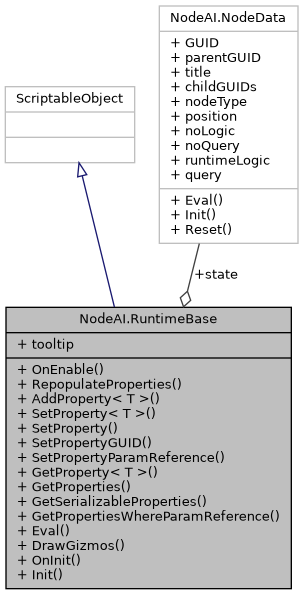 NodeAI.NodeData
+ GUID
+ parentGUID
+ title
+ childGUIDs
+ nodeType
+ position
+ noLogic
+ noQuery
+ runtimeLogic
+ query
+ Eval()
+ Init()
+ Reset()
ScriptableObject
+state
NodeAI.RuntimeBase
+ tooltip
+ OnEnable()
+ RepopulateProperties()
+ AddProperty< T >()
+ SetProperty< T >()
+ SetProperty()
+ SetPropertyGUID()
+ SetPropertyParamReference()
+ GetProperty< T >()
+ GetProperties()
+ GetSerializableProperties()
+ GetPropertiesWhereParamReference()
+ Eval()
+ DrawGizmos()
+ OnInit()
+ Init()